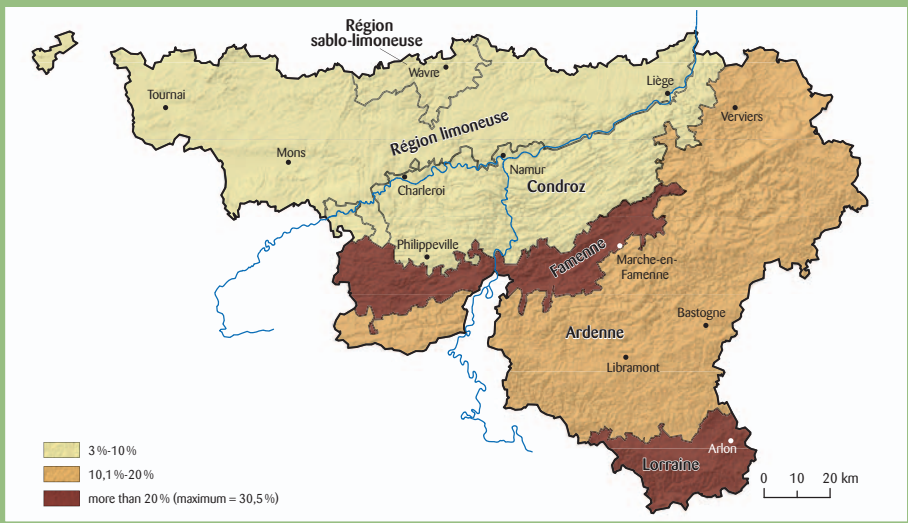 Région
sablo-limoneuse
Wavre
Tournai
Liège
Verviers
Région limoneuse
Mons
Namur
Charleroi
Condroz
Philippeville
Famenne
Marche-en-
Famenne
Bastogne
Ardenne
Libramont
Arlon
Lorraine
3%-10%
10,1%-20%
more than 20% (maximum = 30,5%)
0 10 20 km